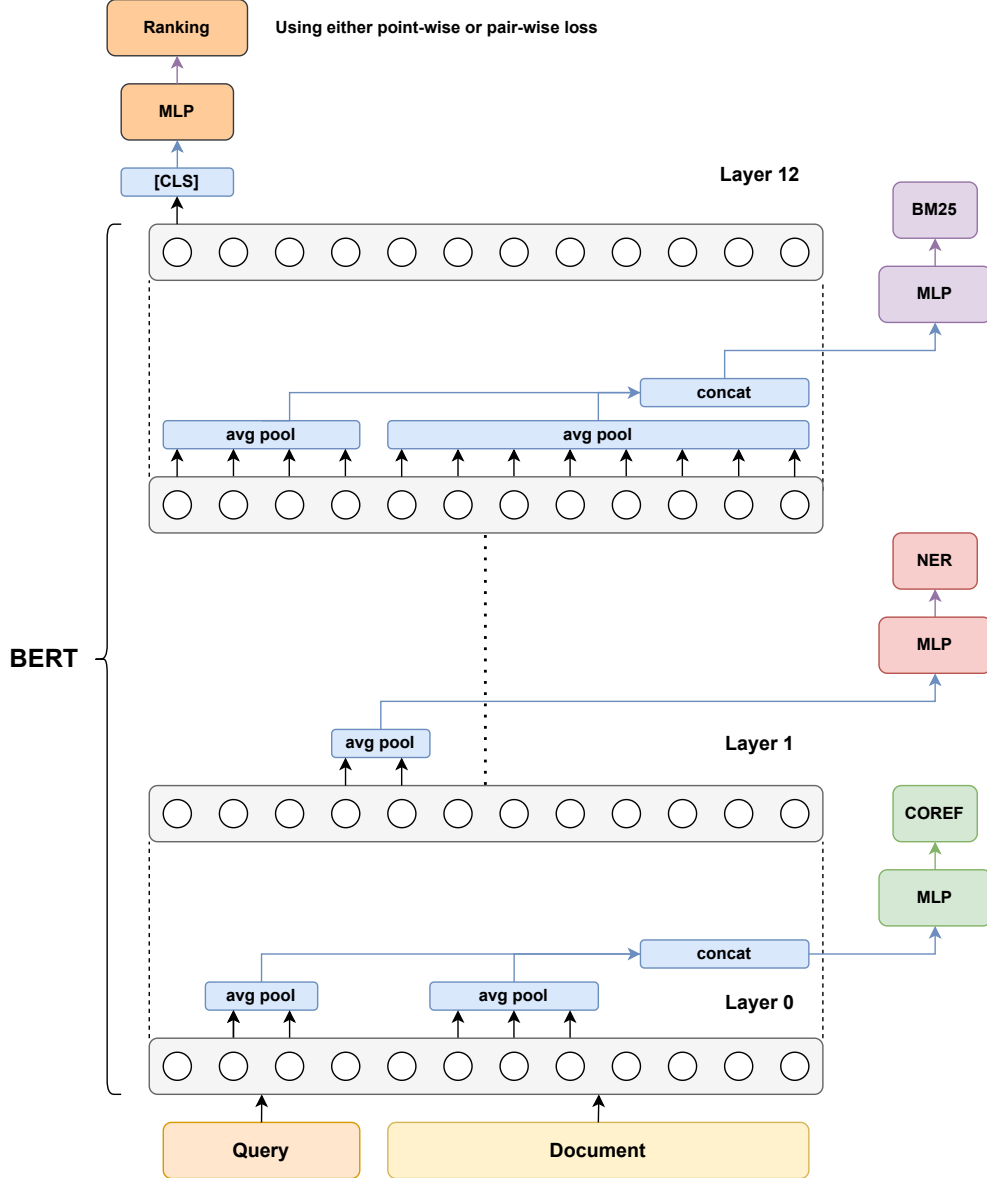 Ranking
Using either point-wise or pair-wise loss
MLP
[CLS]
Layer 12
BM25
MLP
concat
avg pool
avg pool
NER
MLP
BERT
avg pool
Layer 1
COREF
MLP
concat
avg pool
avg pool
Layer 0
Query
Document